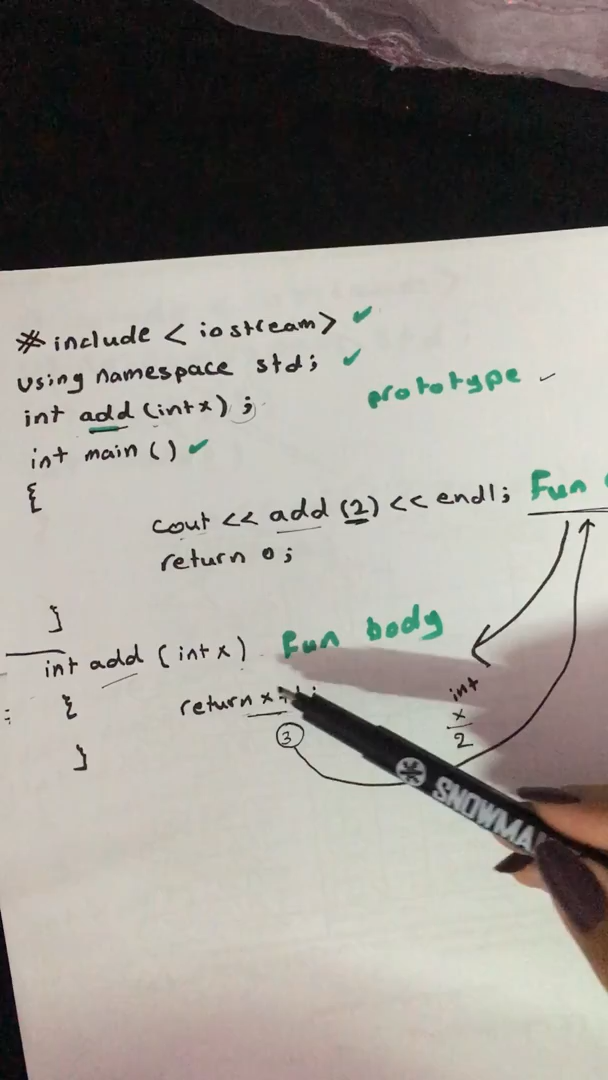 # include < iostream> ✓
using namespace std; ✓
int add (int x) ; prototype ✓
int main () ✓
{
cout << add (2) << endl; Fun
return 0;
}
int add (int x) Fun body
{ return x
int
x
2
3
}
SNOWMA